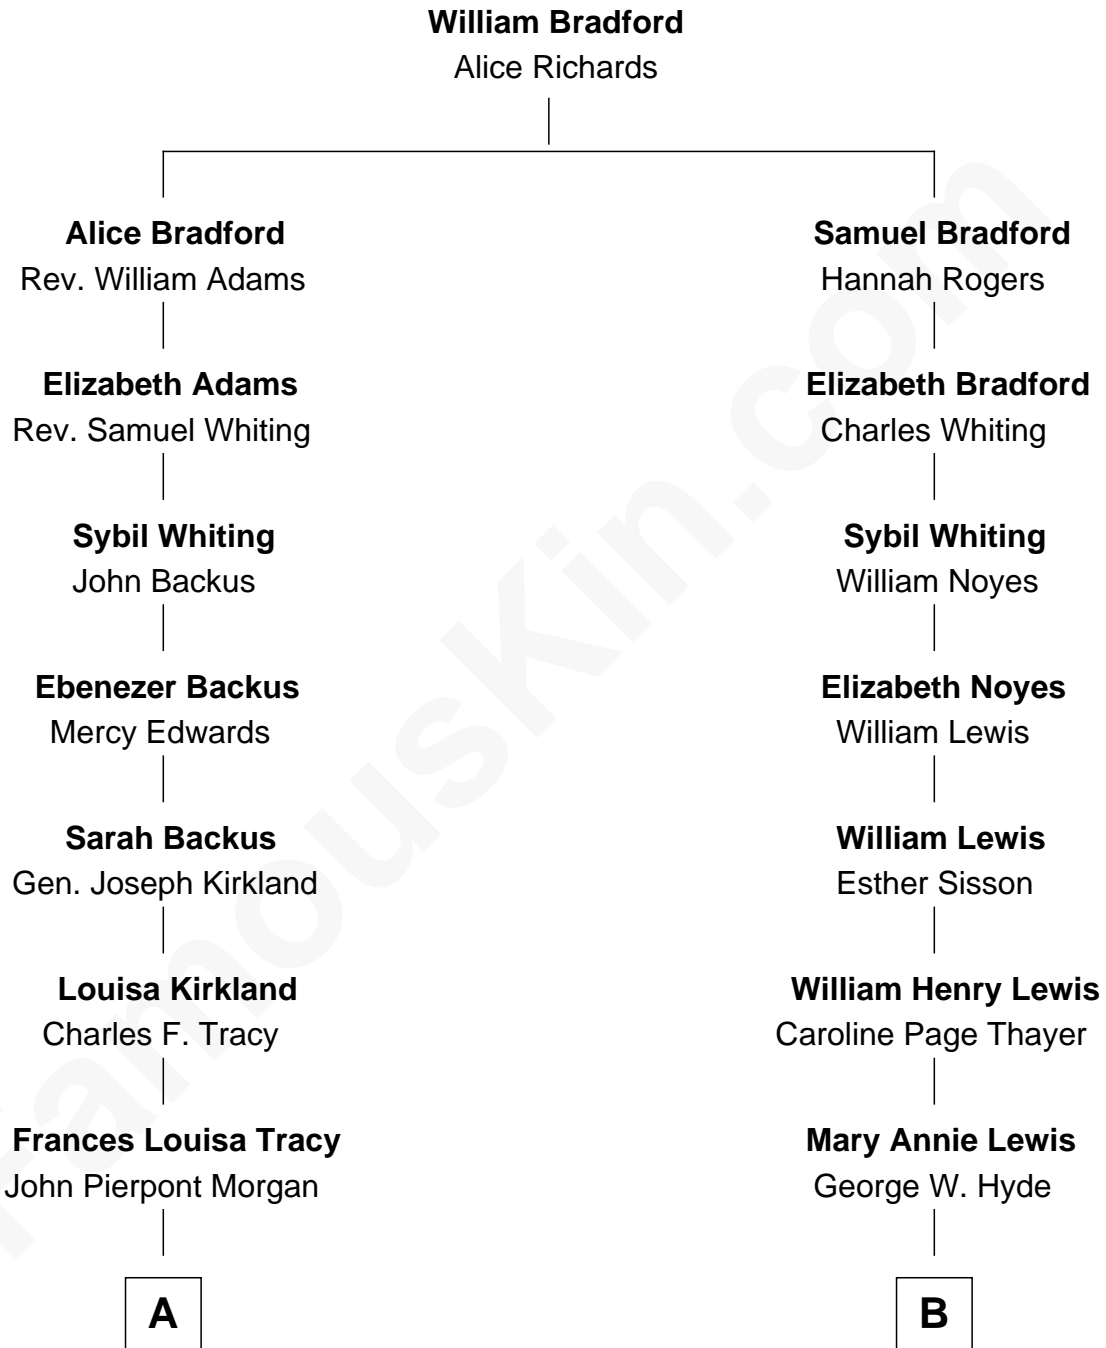 William Bradford
Alice Richards
Alice Bradford
Rev. William Adams
Samuel Bradford
Hannah Rogers
Elizabeth Adams
Rev. Samuel Whiting
Elizabeth Bradford
Charles Whiting
Sybil Whiting
John Backus
Sybil Whiting
William Noyes
Ebenezer Backus
Mercy Edwards
Elizabeth Noyes
William Lewis
Sarah Backus
Gen. Joseph Kirkland
William Lewis
Esther Sisson
Louisa Kirkland
Charles F. Tracy
William Henry Lewis
Caroline Page Thayer
Frances Louisa Tracy
John Pierpont Morgan
Mary Annie Lewis
George W. Hyde
A
B
FamousKin.com